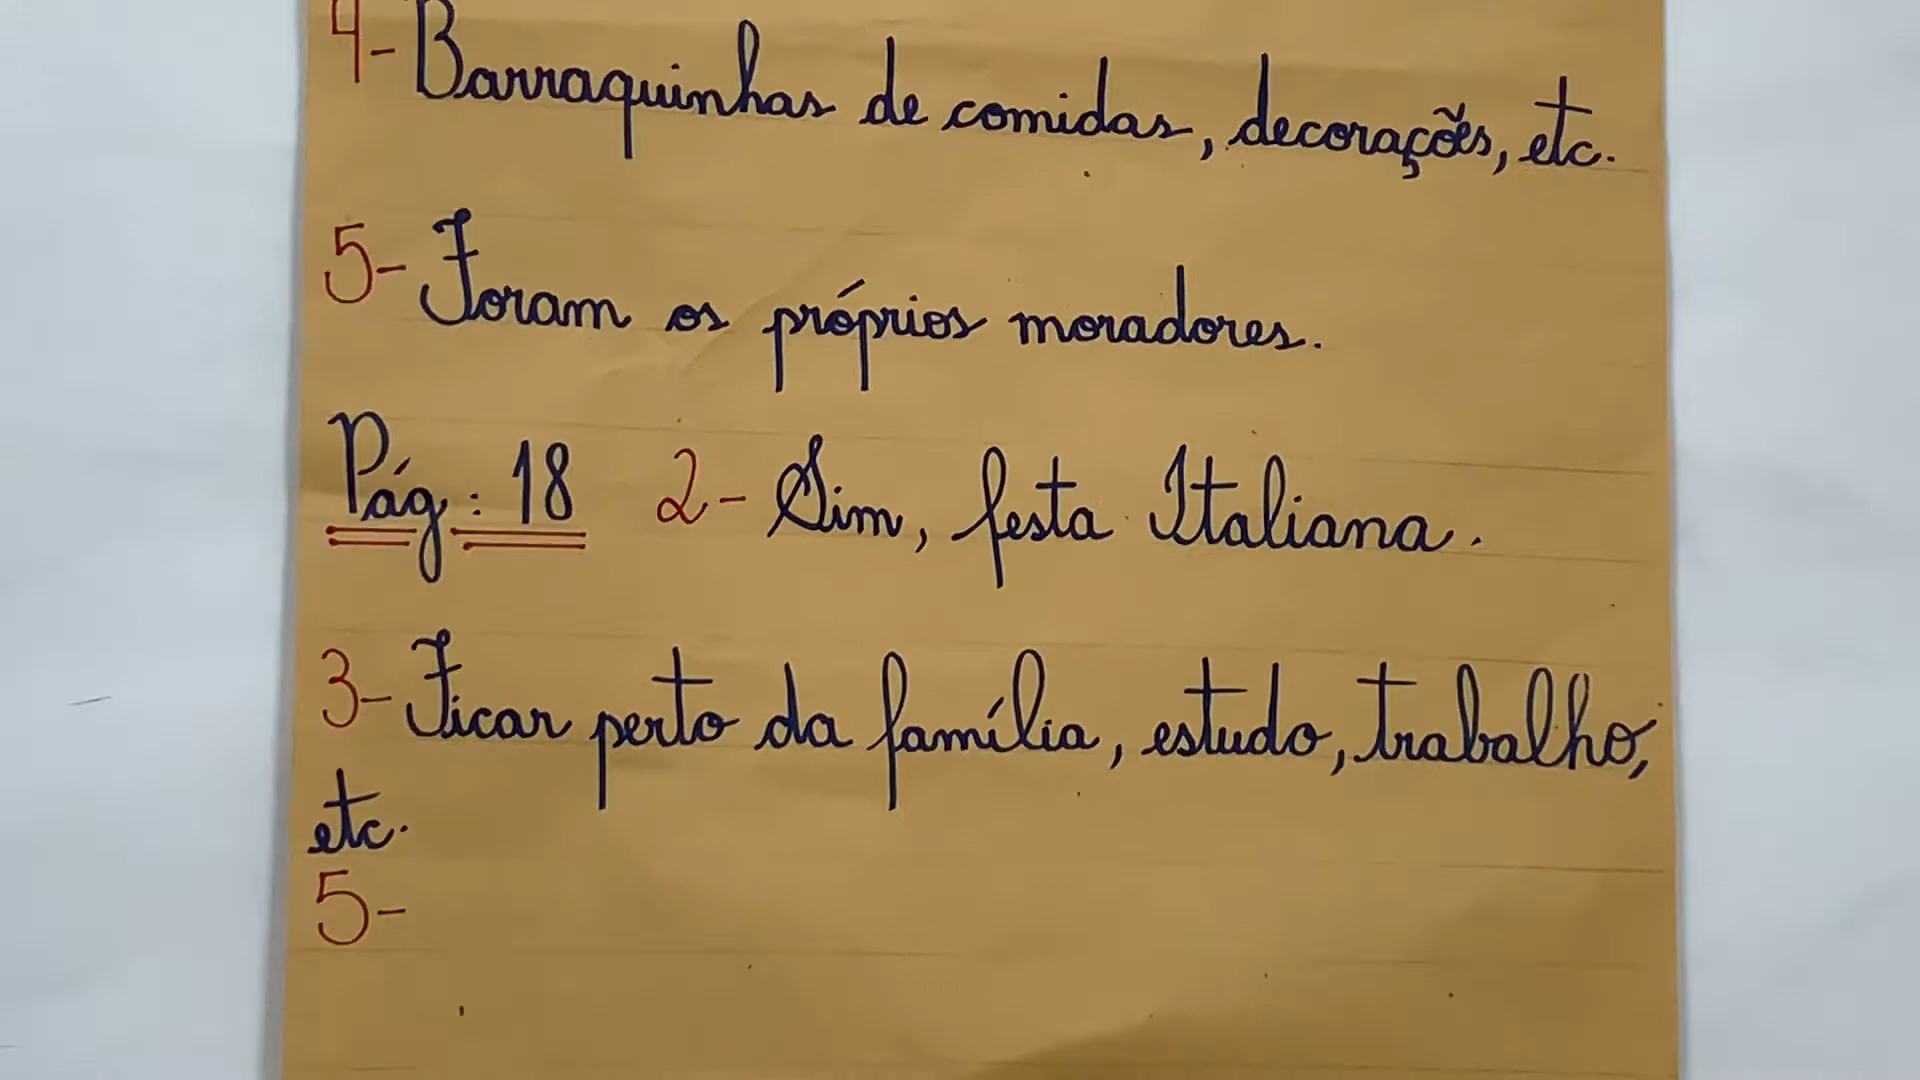 4- Barraquinhas de comidas, decorações, etc.
5- Foram os próprios moradores.
Pág: 18 2- Sim, festa Italiana.
3- Ficar perto da família, estudo, trabalho,
etc.
5-